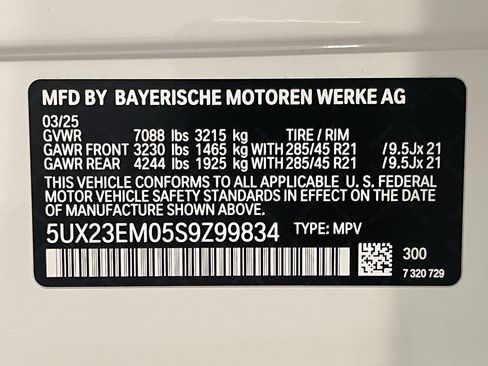 MFD BY BAYERISCHE MOTOREN WERKE AG
03/25
GVWR 7088 lbs 3215 kg TIRE / RIM
GAWR FRONT 3230 lbs 1465 kg WITH 285/45 R21 / 9.5Jx 21
GAWR REAR 4244 lbs 1925 kg WITH 285/45 R21 / 9.5Jx 21
THIS VEHICLE CONFORMS TO ALL APPLICABLE U. S. FEDERAL
MOTOR VEHICLE SAFETY STANDARDS IN EFFECT ON THE DATE
OF MANUFACTURE SHOWN ABOVE.
5UX23EM05S9Z99834 TYPE: MPV
300
7 320 729